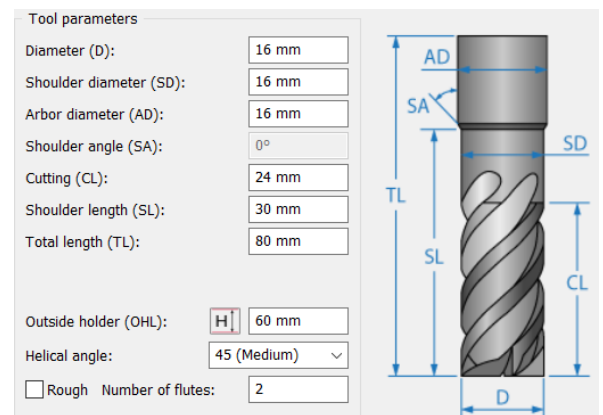 Tool parameters
Diameter (D): 16 mm
Shoulder diameter (SD): 16 mm
Arbor diameter (AD): 16 mm
Shoulder angle (SA): 0º
Cutting (CL): 24 mm
Shoulder length (SL): 30 mm
Total length (TL): 80 mm
Outside holder (OHL): H 60 mm
Helical angle: 45 (Medium)
Rough Number of flutes: 2
AD
SA
SD
TL
SL
CL
D